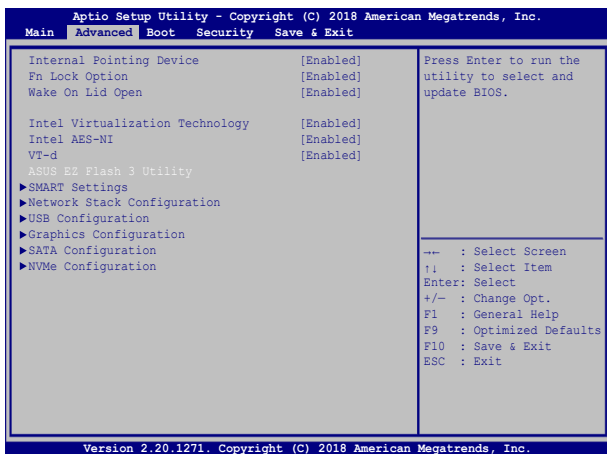 Aptio Setup Utility - Copyright (C) 2018 American Megatrends, Inc.
Main Advanced Boot Security Save & Exit
Internal Pointing Device [Enabled]
Fn Lock Option [Enabled]
Wake On Lid Open [Enabled]
Intel Virtualization Technology [Enabled]
Intel AES-NI [Enabled]
VT-d [Enabled]
ASUS EZ Flash 3 Utility
▶SMART Settings
▶Network Stack Configuration
▶USB Configuration
▶Graphics Configuration
▶SATA Configuration
▶NVMe Configuration
Press Enter to run the
utility to select and
update BIOS.
→← : Select Screen
↑↓ : Select Item
Enter: Select
+/— : Change Opt.
F1 : General Help
F9 : Optimized Defaults
F10 : Save & Exit
ESC : Exit
Version 2.20.1271. Copyright (C) 2018 American Megatrends, Inc.